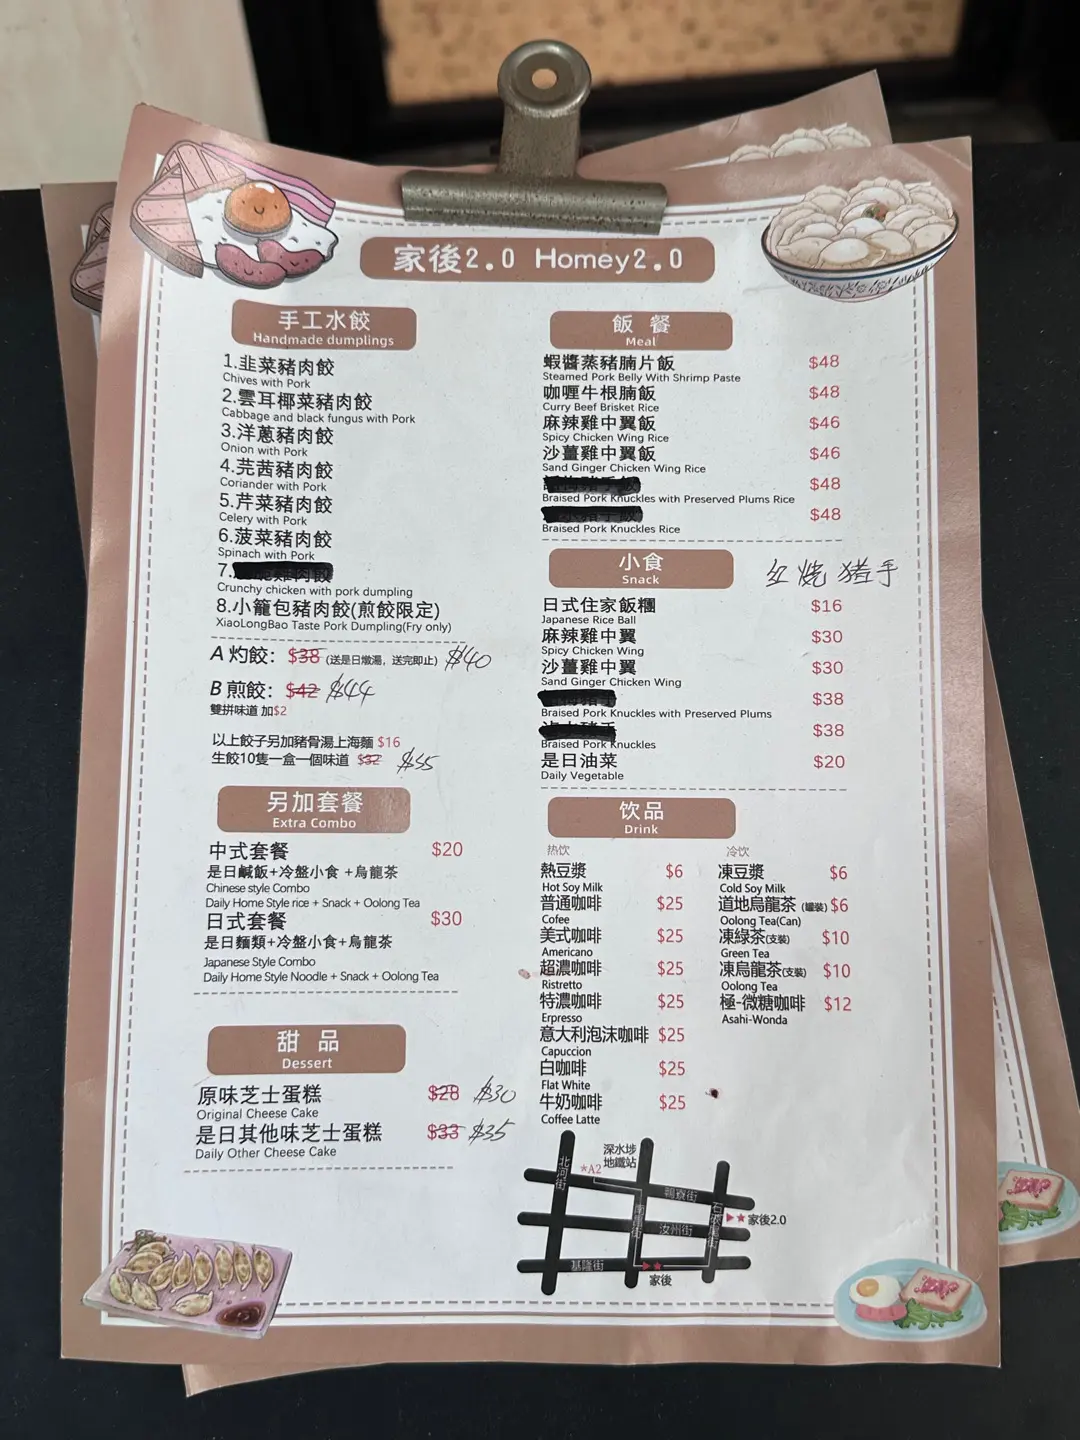 家後2.0 Homey2.0
手工水餃
Handmade dumplings
1.韭菜豬肉餃
Chives with Pork
2.雲耳椰菜豬肉餃
Cabbage and black fungus with Pork
3.洋蔥豬肉餃
Onion with Pork
4.芫茜豬肉餃
Coriander with Pork
5.芹菜豬肉餃
Celery with Pork
6.菠菜豬肉餃
Spinach with Pork
7.
Crunchy chicken with pork dumpling
8.小籠包豬肉餃(煎餃限定)
XiaoLongBao Taste Pork Dumpling(Fry only)
A 灼餃: $38 (送是日燉湯，送完即止) $40
B 煎餃: $42 $44
雙拼味道 加$2
以上餃子另加豬骨湯上海麵 $16
生餃10隻一盒一個味道 $32 $35
另加套餐
Extra Combo
中式套餐 $20
是日鹹飯+冷盤小食 +烏龍茶
Chinese style Combo
Daily Home Style rice + Snack + Oolong Tea
日式套餐 $30
是日麵類+冷盤小食+烏龍茶
Japanese Style Combo
Daily Home Style Noodle + Snack + Oolong Tea
甜 品
Dessert
原味芝士蛋糕 $28 $30
Original Cheese Cake
是日其他味芝士蛋糕 $33 $35
Daily Other Cheese Cake
飯 餐
Meal
蝦醬蒸豬腩片飯 $48
Steamed Pork Belly With Shrimp Paste
咖喱牛根腩飯 $48
Curry Beef Brisket Rice
麻辣雞中翼飯 $46
Spicy Chicken Wing Rice
沙薑雞中翼飯 $46
Sand Ginger Chicken Wing Rice
$48
Braised Pork Knuckles with Preserved Plums Rice
$48
Braised Pork Knuckles Rice
小食
Snack
红烧猪手
日式住家飯糰 $16
Japanese Rice Ball
麻辣雞中翼 $30
Spicy Chicken Wing
沙薑雞中翼 $30
Sand Ginger Chicken Wing
$38
Braised Pork Knuckles with Preserved Plums
$38
Braised Pork Knuckles
是日油菜 $20
Daily Vegetable
饮品
Drink
热饮
熱豆漿 $6
Hot Soy Milk
普通咖啡 $25
Cofee
美式咖啡 $25
Americano
超濃咖啡 $25
Ristretto
特濃咖啡 $25
Erpresso
意大利泡沫咖啡 $25
Capuccion
白咖啡 $25
Flat White
牛奶咖啡 $25
Coffee Latte
冷饮
凍豆漿 $6
Cold Soy Milk
道地烏龍茶 (罐裝) $6
Oolong Tea(Can)
凍綠茶(支裝) $10
Green Tea
凍烏龍茶(支裝) $10
Oolong Tea
極-微糖咖啡 $12
Asahi-Wonda
深水埗
地鐵站
*A2
北河街
鴨寮街
南昌街
石硤尾街
家後2.0
汝州街
基隆街
家後